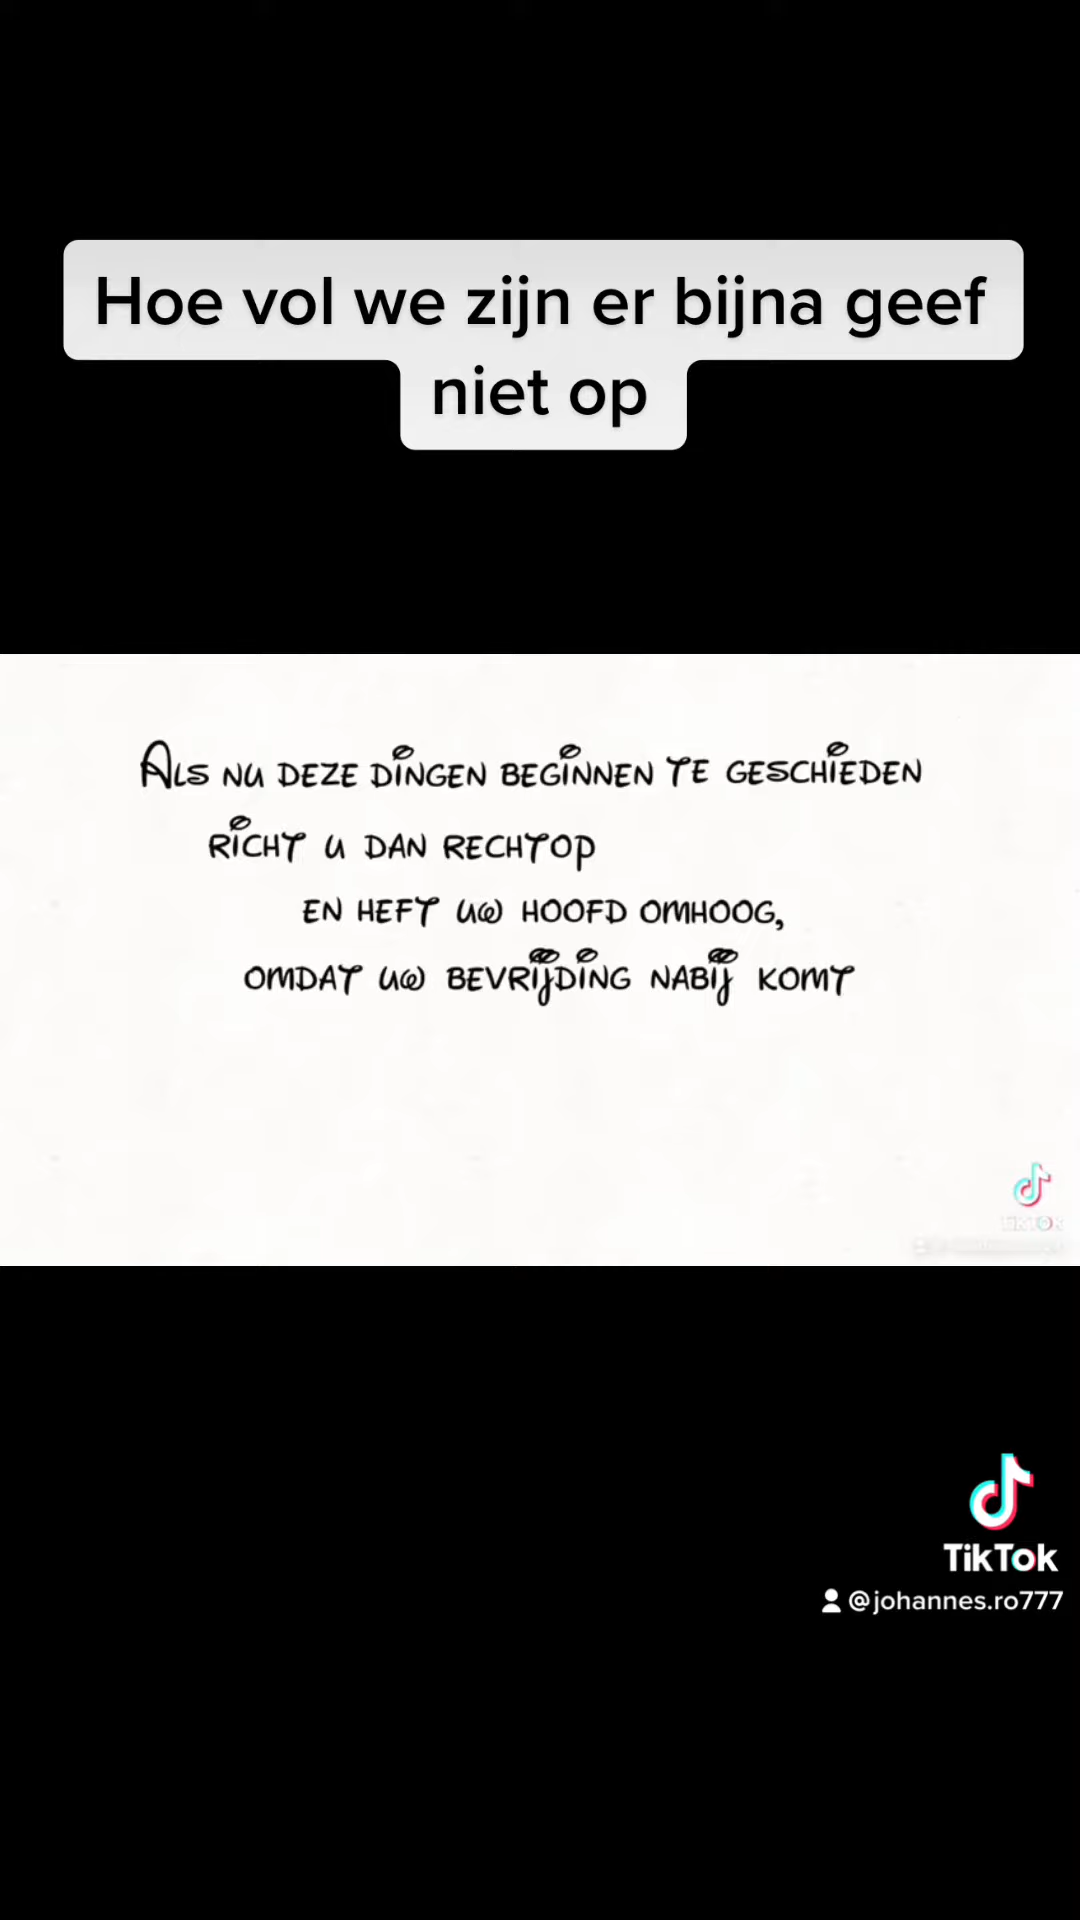 Hoe vol we zijn er bijna geef
niet op
Als nu deze dingen beginnen te geschieden
richt u dan rechtop
en heft uw hoofd omhoog,
omdat uw bevrijding nabij komt
TikTok
TikTok
@johannes.ro777